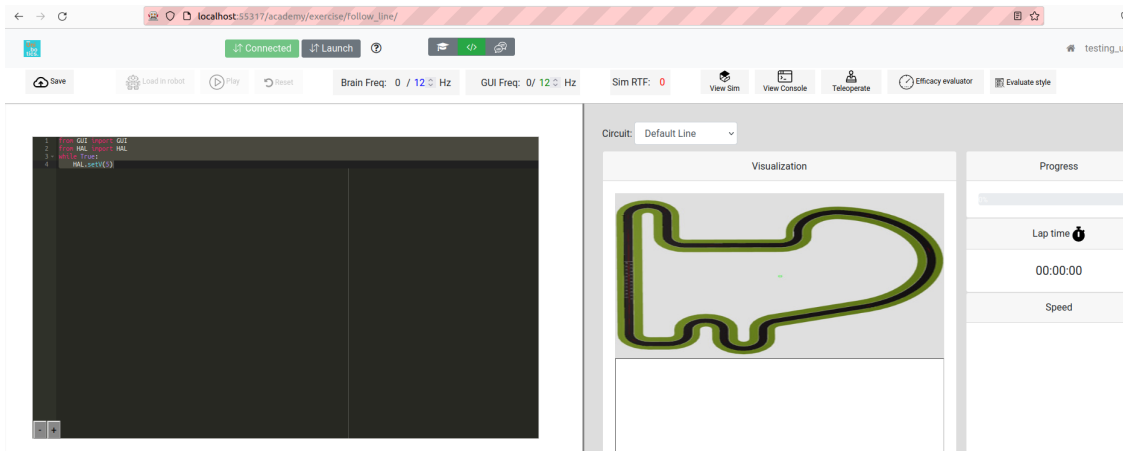 localhost:55317/academy/exercise/follow_line/
Connected Launch testing_u
Save Load in robot Play Reset Brain Freq: 0 / 12 Hz GUI Freq: 0/ 12 Hz Sim RTF: 0 View Sim View Console Teleoperate Efficacy evaluator Evaluate style
1 from GUI import GUI
2 from HAL import HAL
3 while True:
4 HAL.setV(5)
- +
Circuit: Default Line
Visualization
Progress
Lap time
00:00:00
Speed